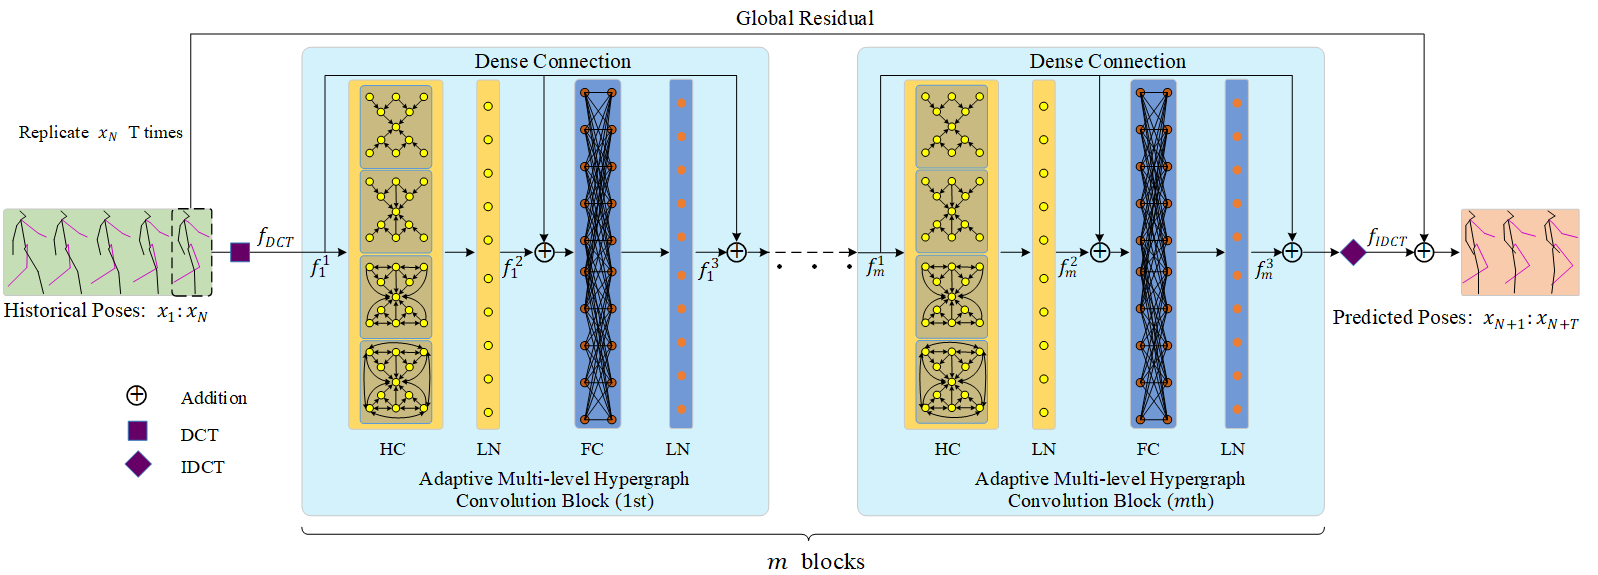 Global Residual
Dense Connection
Dense Connection
Replicate x_N T times
f_{DCT}
f_1^1
f_1^2
f_1^3
f_m^1
f_m^2
f_m^3
f_{IDCT}
Historical Poses: x_1: x_N
Predicted Poses: x_{N+1}: x_{N+T}
Addition
DCT
IDCT
HC
LN
FC
LN
HC
LN
FC
LN
Adaptive Multi-level Hypergraph
Convolution Block (1st)
Adaptive Multi-level Hypergraph
Convolution Block (mth)
m blocks